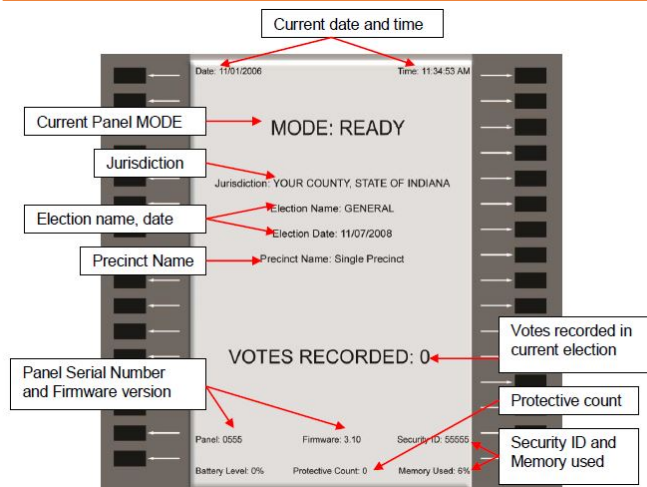 Current date and time
Date: 11/01/2006 Time: 11:34:53 AM
Current Panel MODE
MODE: READY
Jurisdiction
Jurisdiction: YOUR COUNTY, STATE OF INDIANA
Election name, date
Election Name: GENERAL
Election Date: 11/07/2008
Precinct Name
Precinct Name: Single Precinct
Votes recorded in
current election
VOTES RECORDED: 0
Panel Serial Number
and Firmware version
Protective count
Panel: 0555 Firmware: 3.10 Security ID: 55555
Security ID and
Memory used
Battery Level: 0% Protective Count: 0 Memory Used: 6%